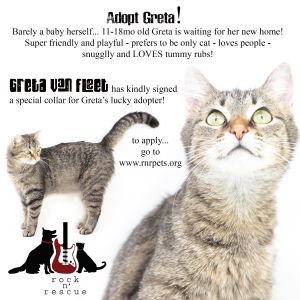 Adopt Greta!
Barely a baby herself... 11-18mo old Greta is waiting for her new home!
Super friendly and playful - prefers to be only cat - loves people -
snugglly and LOVES tummy rubs!
GRETA VAN FLEET has kindly signed
a special collar for Greta's lucky adopter!
to apply...
go to
www.rnrpets.org
rock
n'
rescue